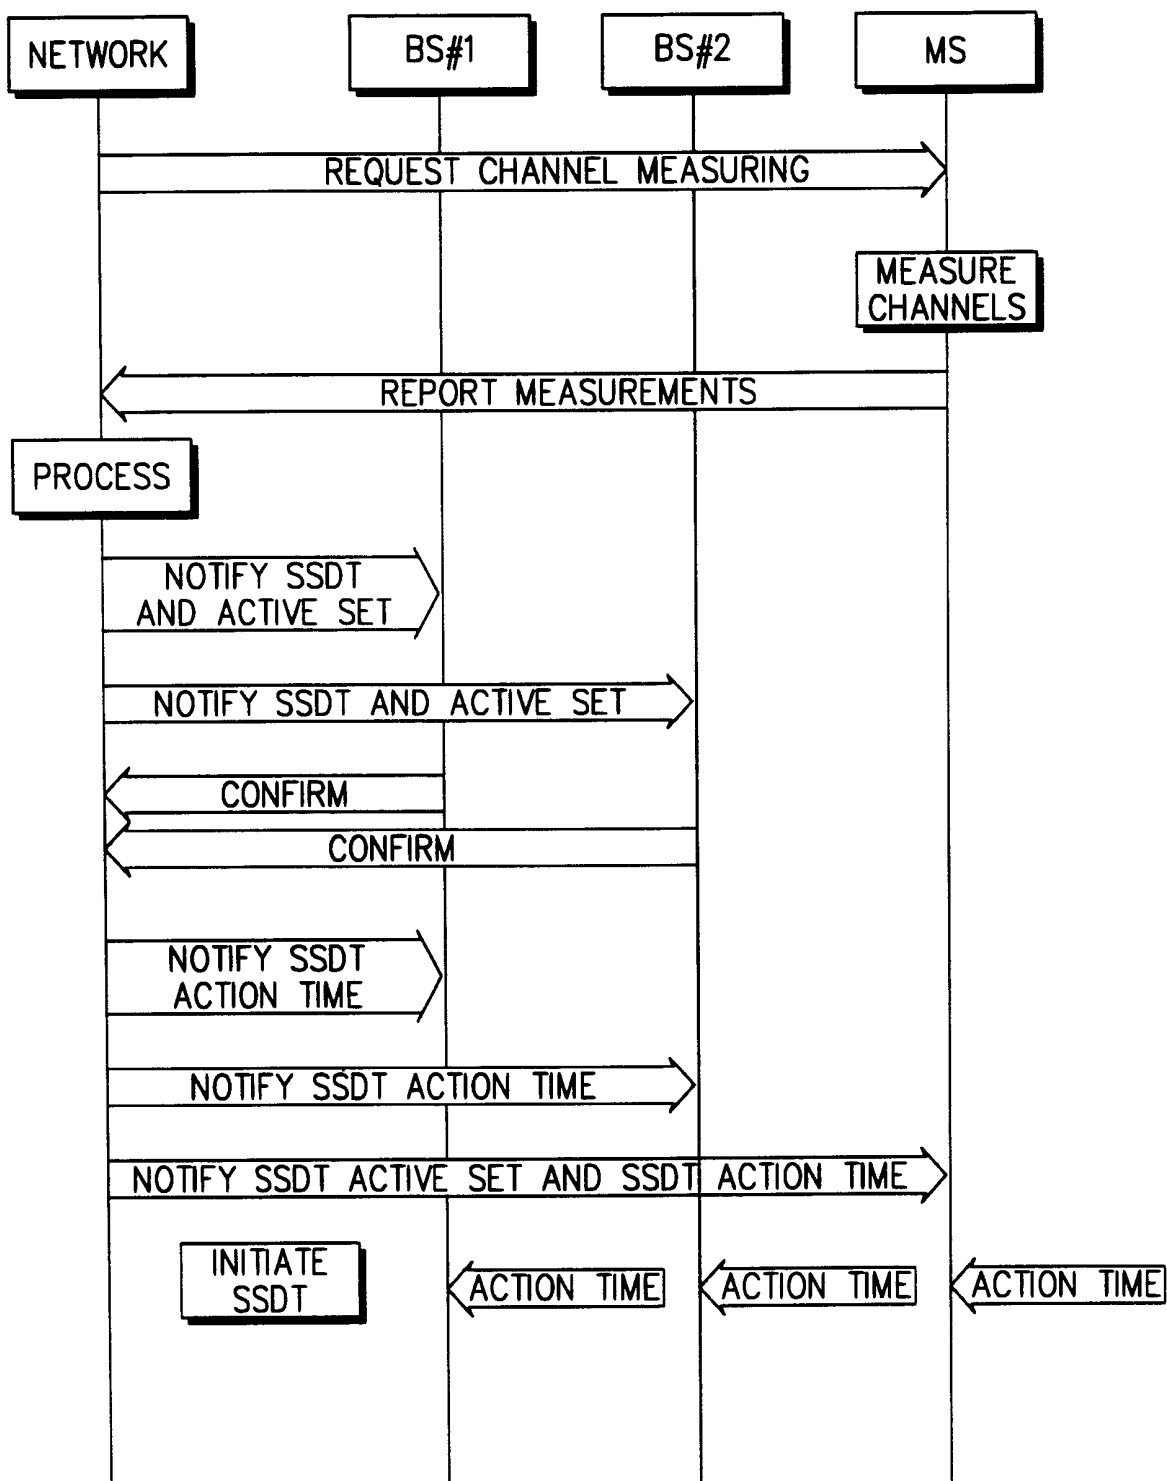 NETWORK
BS#1
BS#2
MS
REQUEST CHANNEL MEASURING
MEASURE
CHANNELS
REPORT MEASUREMENTS
PROCESS
NOTIFY SSDT
AND ACTIVE SET
NOTIFY SSDT AND ACTIVE SET
CONFIRM
CONFIRM
NOTIFY SSDT
ACTION TIME
NOTIFY SSDT ACTION TIME
NOTIFY SSDT ACTIVE SET AND SSDT ACTION TIME
INITIATE
SSDT
ACTION TIME
ACTION TIME
ACTION TIME